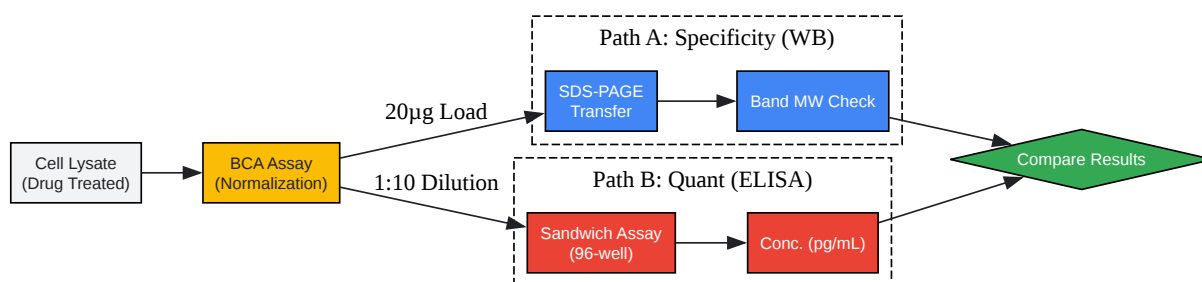 Path A: Specificity (WB)
SDS-PAGE
Transfer
Band MW Check
20µg Load
Cell Lysate
(Drug Treated)
BCA Assay
(Normalization)
Compare Results
1:10 Dilution
Path B: Quant (ELISA)
Sandwich Assay
(96-well)
Conc. (pg/mL)